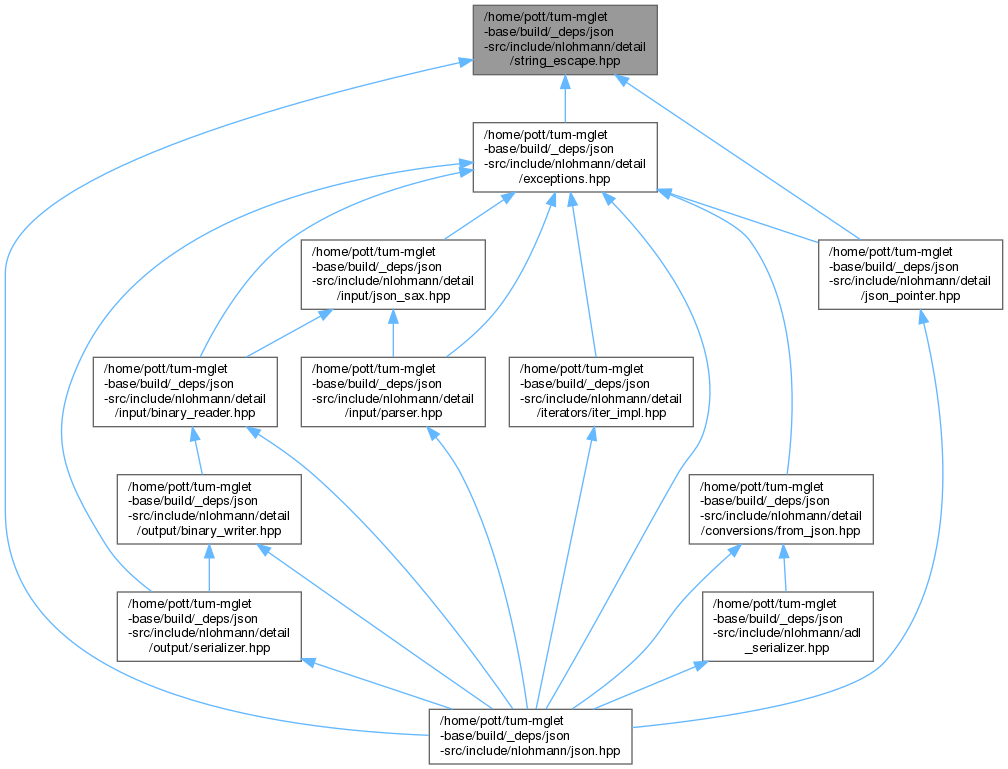 /home/pott/tum-mglet
-base/build/_deps/json
-src/include/nlohmann/detail
/string_escape.hpp
/home/pott/tum-mglet
-base/build/_deps/json
-src/include/nlohmann/detail
/exceptions.hpp
/home/pott/tum-mglet
-base/build/_deps/json
-src/include/nlohmann/detail
/input/json_sax.hpp
/home/pott/tum-mglet
-base/build/_deps/json
-src/include/nlohmann/detail
/json_pointer.hpp
/home/pott/tum-mglet
-base/build/_deps/json
-src/include/nlohmann/detail
/input/binary_reader.hpp
/home/pott/tum-mglet
-base/build/_deps/json
-src/include/nlohmann/detail
/input/parser.hpp
/home/pott/tum-mglet
-base/build/_deps/json
-src/include/nlohmann/detail
/iterators/iter_impl.hpp
/home/pott/tum-mglet
-base/build/_deps/json
-src/include/nlohmann/detail
/output/binary_writer.hpp
/home/pott/tum-mglet
-base/build/_deps/json
-src/include/nlohmann/detail
/conversions/from_json.hpp
/home/pott/tum-mglet
-base/build/_deps/json
-src/include/nlohmann/detail
/output/serializer.hpp
/home/pott/tum-mglet
-base/build/_deps/json
-src/include/nlohmann/adl
_serializer.hpp
/home/pott/tum-mglet
-base/build/_deps/json
-src/include/nlohmann/json.hpp